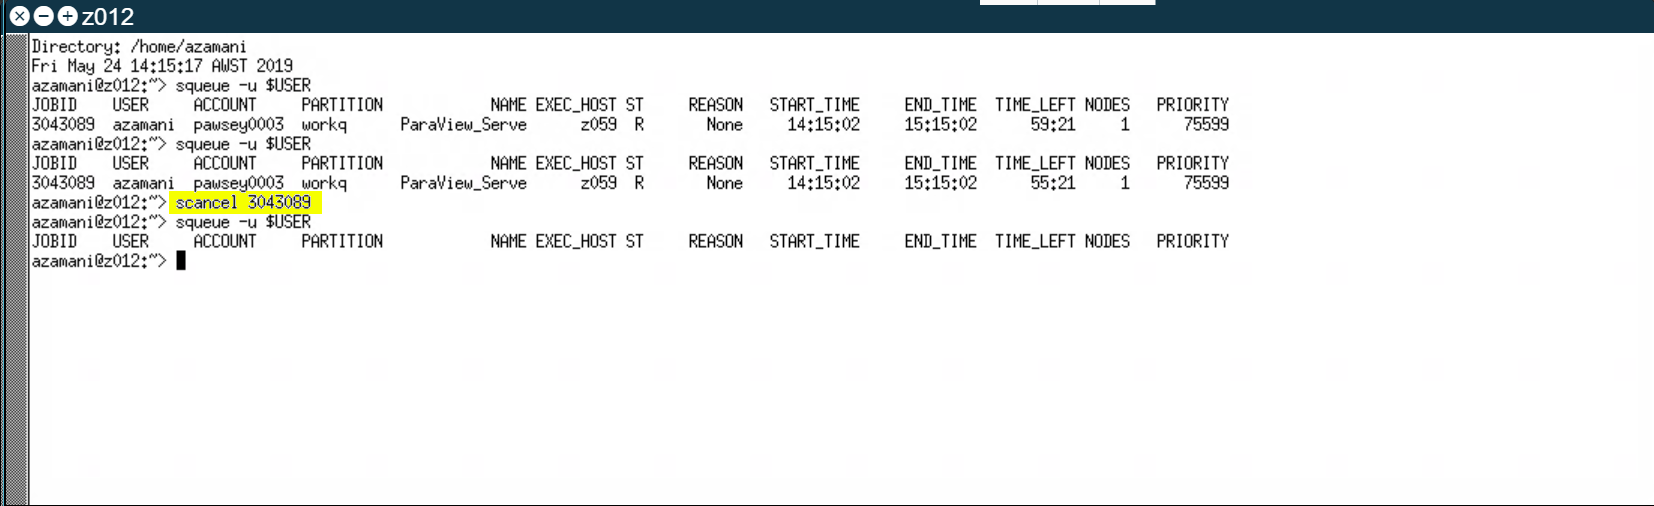 z012
Directory: /home/azamani
Fri May 24 14:15:17 AWST 2019
azamani@z012:~> squeue -u $USER
JOBID USER ACCOUNT PARTITION NAME EXEC_HOST ST REASON START_TIME END_TIME TIME_LEFT NODES PRIORITY
3043089 azamani pawsey0003 workq ParaView_Serve z059 R None 14:15:02 15:15:02 59:21 1 75599
azamani@z012:~> squeue -u $USER
JOBID USER ACCOUNT PARTITION NAME EXEC_HOST ST REASON START_TIME END_TIME TIME_LEFT NODES PRIORITY
3043089 azamani pawsey0003 workq ParaView_Serve z059 R None 14:15:02 15:15:02 55:21 1 75599
azamani@z012:~> scancel 3043089
azamani@z012:~> squeue -u $USER
JOBID USER ACCOUNT PARTITION NAME EXEC_HOST ST REASON START_TIME END_TIME TIME_LEFT NODES PRIORITY
azamani@z012:~>